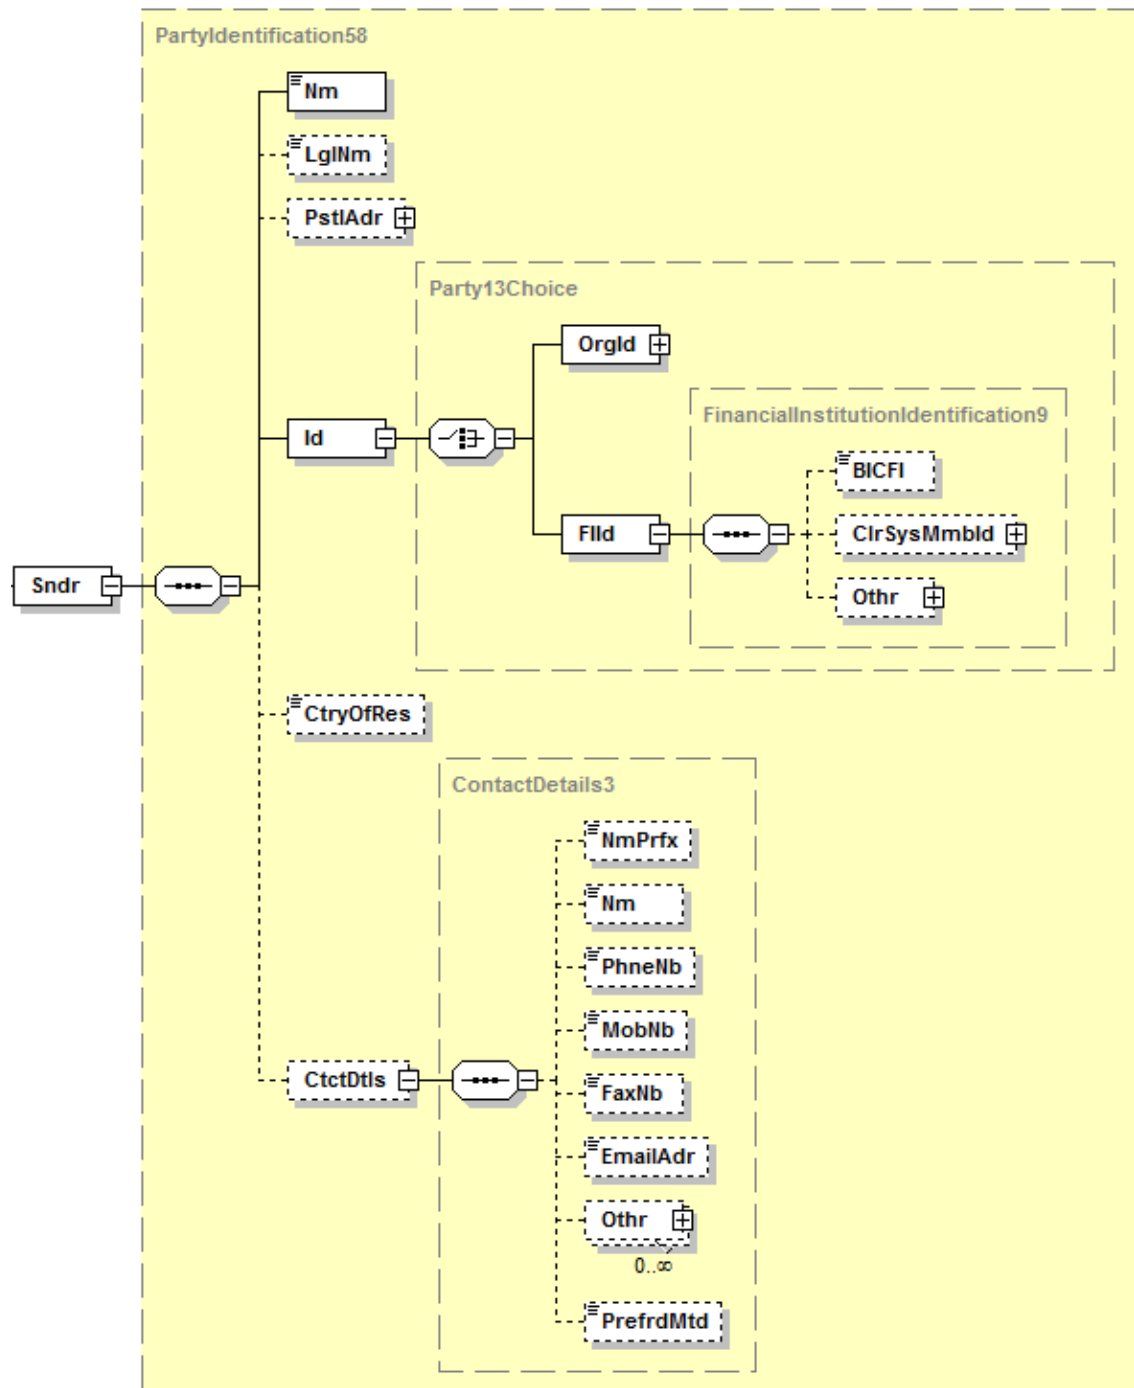 PartyIdentification58
Nm
LglNm
PstlAdr
Party13Choice
OrgId
FinancialInstitutionIdentification9
Id
BICFI
FIId
ClrSysMmbId
Sndr
Othr
CtryOfRes
ContactDetails3
NmPrfx
Nm
PhneNb
MobNb
CtctDtls
FaxNb
EmailAdr
Othr
0..∞
PrefrdMtd